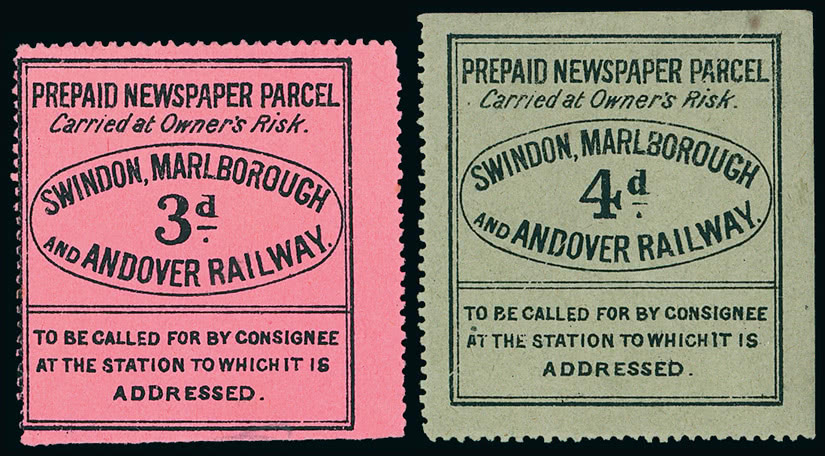 PREPAID NEWSPAPER PARCEL
Carried at Owner's Risk.
SWINDON, MARLBOROUGH
3d.
AND ANDOVER RAILWAY.
TO BE CALLED FOR BY CONSIGNEE
AT THE STATION TO WHICH IT IS
ADDRESSED.
PREPAID NEWSPAPER PARCEL
Carried at Owner's Risk.
SWINDON, MARLBOROUGH
4d.
AND ANDOVER RAILWAY.
TO BE CALLED FOR BY CONSIGNEE
AT THE STATION TO WHICH IT IS
ADDRESSED.